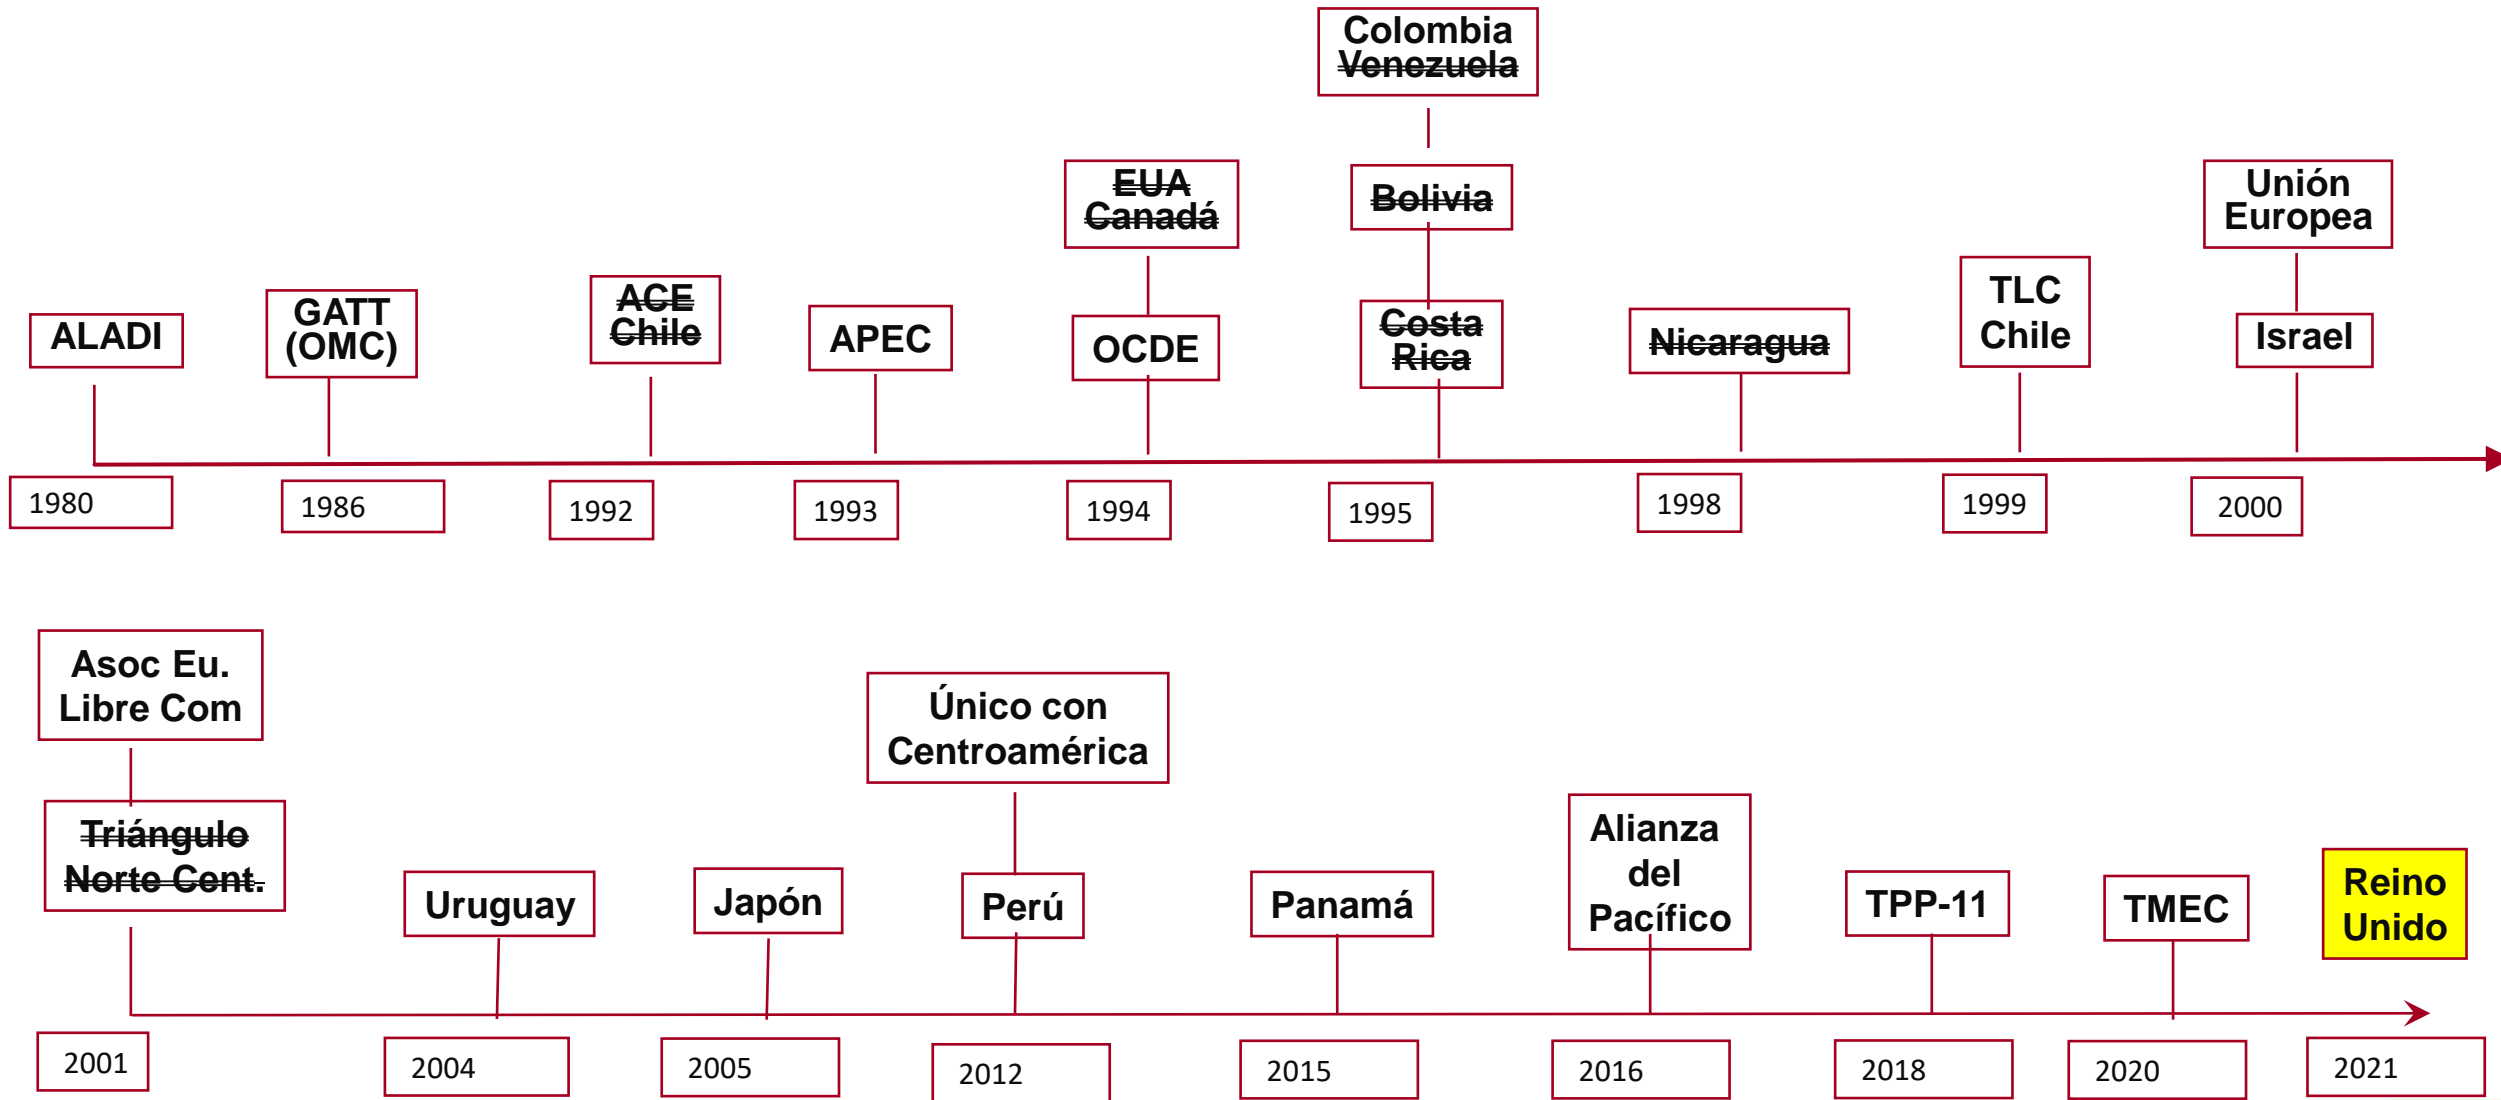 Colombia
Venezuela
EUA
Canadá
Bolivia
Unión
Europea
ALADI
GATT
(OMC)
ACE
Chile
APEC
OCDE
Costa
Rica
Nicaragua
TLC
Chile
Israel
1980
1986
1992
1993
1994
1995
1998
1999
2000
Asoc Eu.
Libre Com
Único con
Centroamérica
Triángulo
Norte Cent.
Uruguay
Japón
Perú
Panamá
Alianza
del
Pacífico
TPP-11
TMEC
Reino
Unido
2001
2004
2005
2012
2015
2016
2018
2020
2021